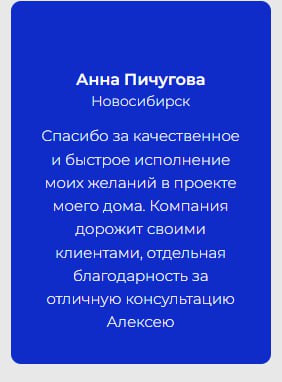 Анна Пичугова
Новосибирск
Спасибо за качественное
и быстрое исполнение
моих желаний в проекте
моего дома. Компания
дорожит своими
клиентами, отдельная
благодарность за
отличную консультацию
Алексею